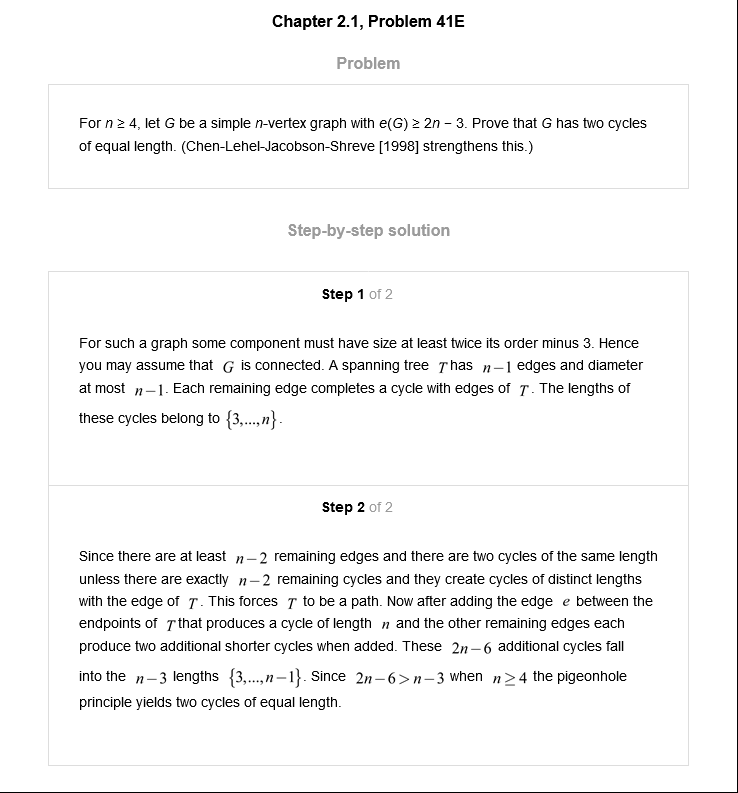 Chapter 2.1, Problem 41E
Problem
For n ≥ 4, let G be a simple n-vertex graph with e(G) ≥ 2n − 3. Prove that G has two cycles
of equal length. (Chen-Lehel-Jacobson-Shreve [1998] strengthens this.)
Step-by-step solution
Step 1 of 2
For such a graph some component must have size at least twice its order minus 3. Hence
you may assume that G is connected. A spanning tree T has n−1 edges and diameter
at most n−1. Each remaining edge completes a cycle with edges of T. The lengths of
these cycles belong to {3,...,n}.
Step 2 of 2
Since there are at least n−2 remaining edges and there are two cycles of the same length
unless there are exactly n−2 remaining cycles and they create cycles of distinct lengths
with the edge of T. This forces T to be a path. Now after adding the edge e between the
endpoints of T that produces a cycle of length n and the other remaining edges each
produce two additional shorter cycles when added. These 2n−6 additional cycles fall
into the n−3 lengths {3,...,n−1}. Since 2n−6>n−3 when n≥4 the pigeonhole
principle yields two cycles of equal length.